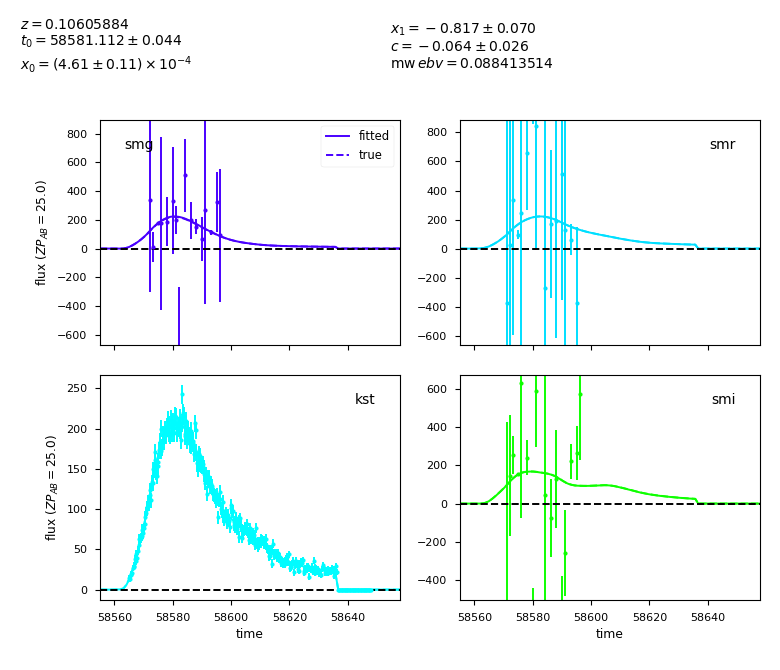 z = 0.10605884
t₀ = 58581.112 ± 0.044
x₀ = (4.61 ± 0.11) × 10⁻⁴
x₁ = −0.817 ± 0.070
c = −0.064 ± 0.026
mw ebv = 0.088413514
smg
fitted
true
800
600
400
200
0
−200
−400
−600
flux (ZP_AB = 25.0)
smr
800
600
400
200
0
−200
−400
−600
kst
250
200
150
100
50
0
flux (ZP_AB = 25.0)
58560 58580 58600 58620 58640
time
smi
600
400
200
0
−200
−400
58560 58580 58600 58620 58640
time